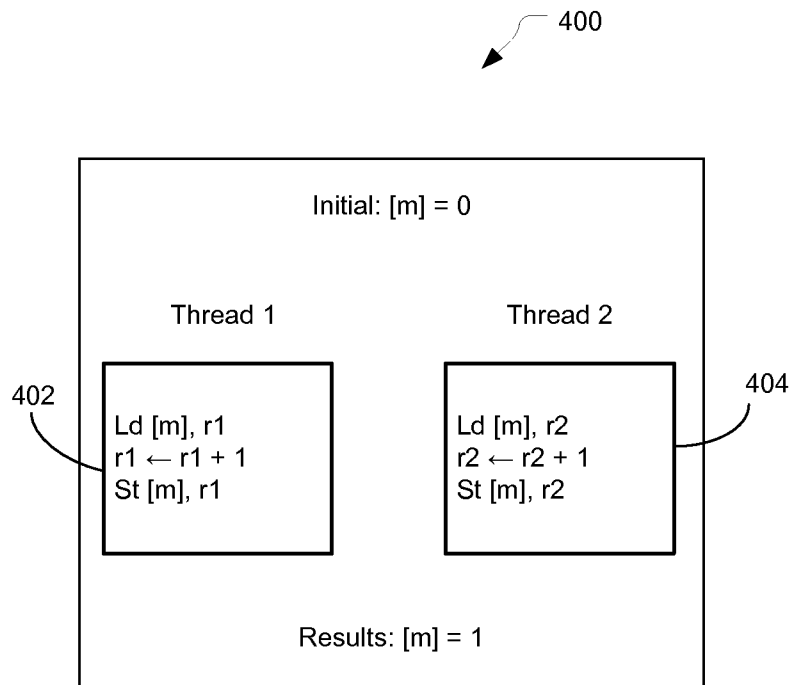 400
Initial: [m] = 0
Thread 1
Thread 2
402
Ld [m], r1
r1 ← r1 + 1
St [m], r1
Ld [m], r2
r2 ← r2 + 1
St [m], r2
404
Results: [m] = 1